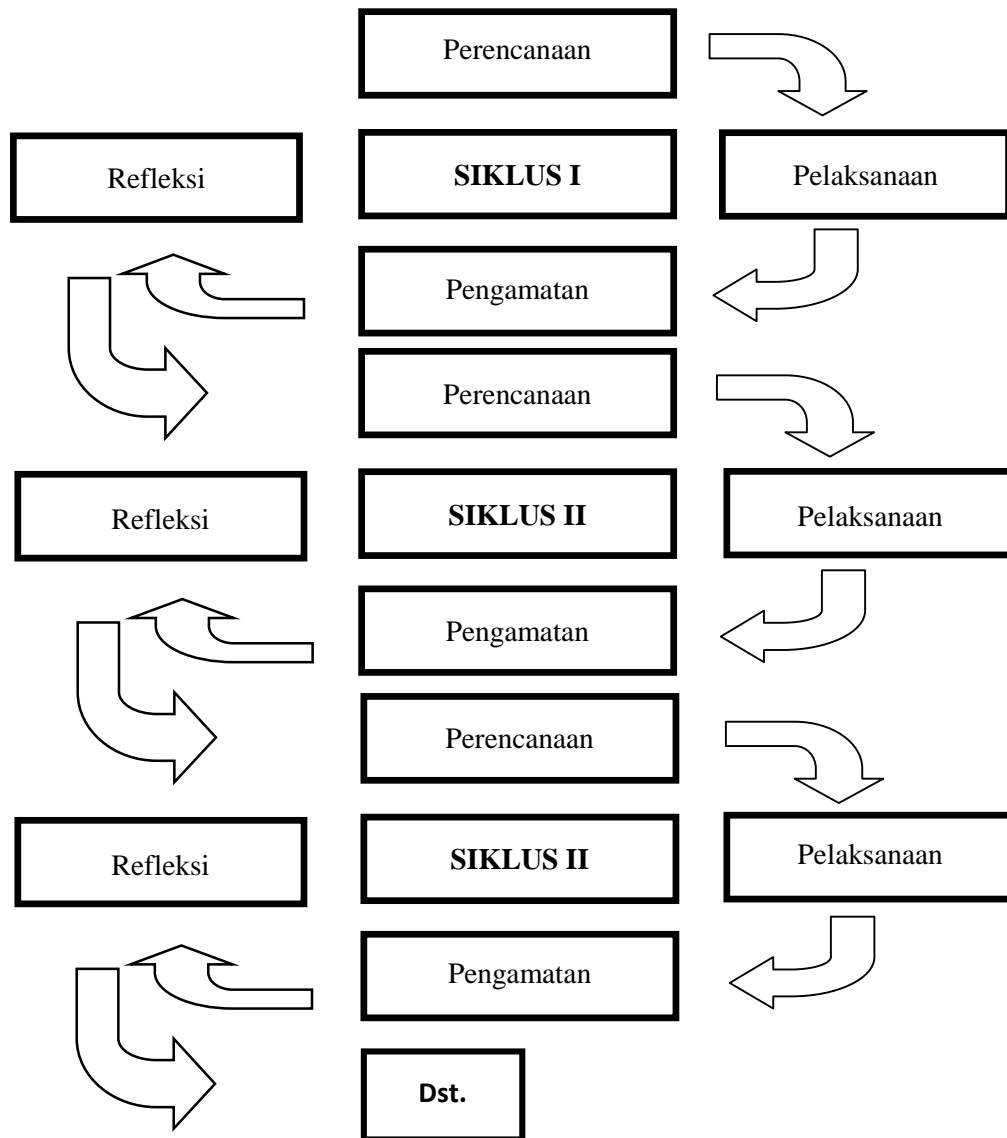 Perencanaan
Refleksi
SIKLUS I
Pelaksanaan
Pengamatan
Perencanaan
Refleksi
SIKLUS II
Pelaksanaan
Pengamatan
Perencanaan
Refleksi
SIKLUS II
Pelaksanaan
Pengamatan
Dst.